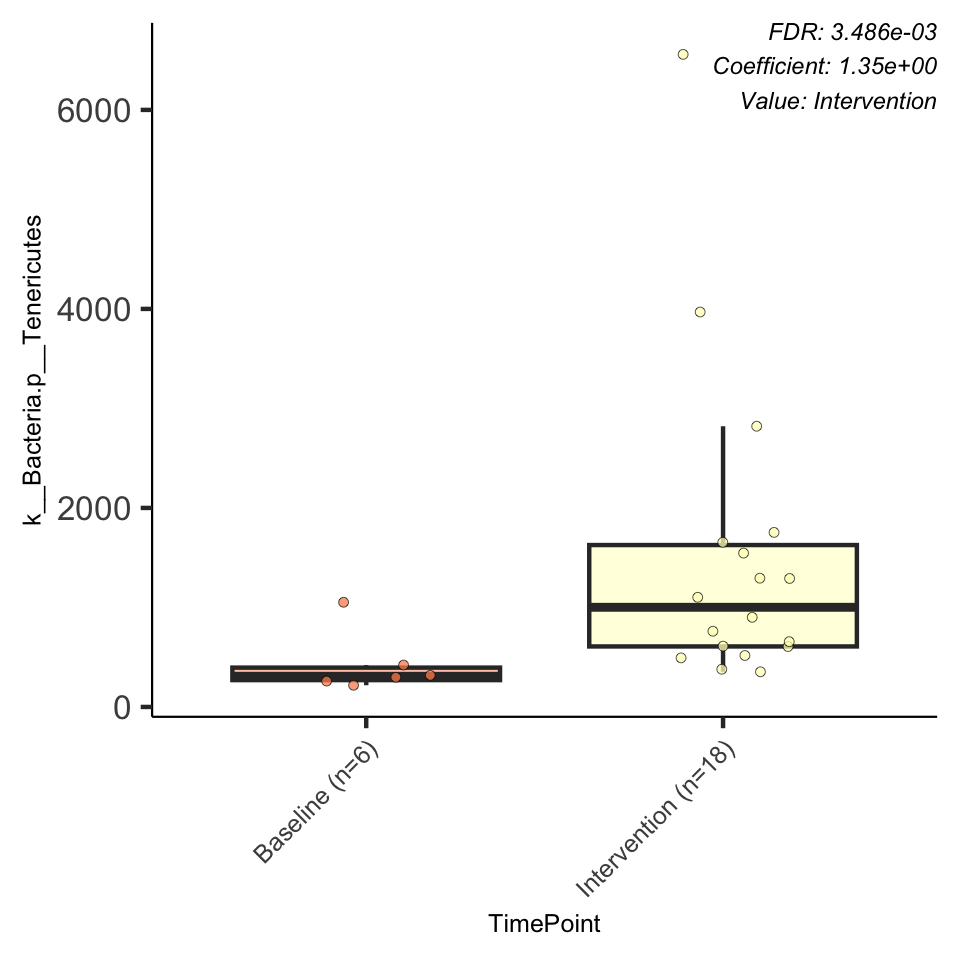 FDR: 3.486e-03
Coefficient: 1.35e+00
Value: Intervention
6000
4000
2000
0
k__Bacteria.p__Tenericutes
Baseline (n=6)
Intervention (n=18)
TimePoint